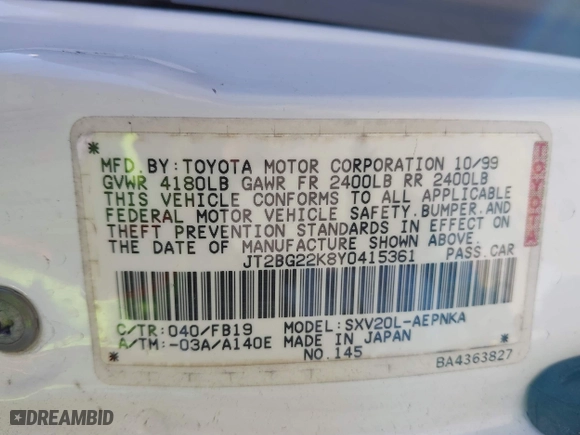 MFD. BY: TOYOTA MOTOR CORPORATION 10/99
GVWR 4180LB GAWR FR 2400LB RR 2400LB
THIS VEHICLE CONFORMS TO ALL
FEDERAL MOTOR VEHICLE SAFETY, BUMPER, AND
THEFT PREVENTION STANDARDS IN EFFECT ON
THE DATE OF MANUFACTURE SHOWN ABOVE.
JT2BG22K8Y0415361 PASS. CAR
C/TR: 040/FB19 MODEL: SXV20L-AEPNKA
A/TM: -03A/A140E MADE IN JAPAN
NO. 145
BA4363827
TOYOTA
DREAMBID